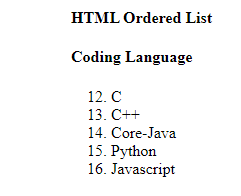 HTML Ordered List
Coding Language
12. C
13. C++
14. Core-Java
15. Python
16. Javascript